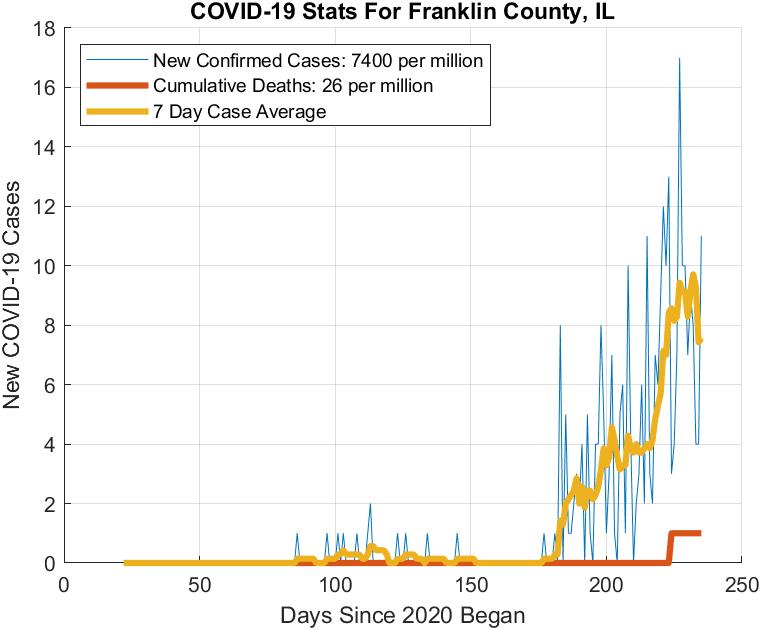 COVID-19 Stats For Franklin County, IL
New Confirmed Cases: 7400 per million
Cumulative Deaths: 26 per million
7 Day Case Average
New COVID-19 Cases
18
16
14
12
10
8
6
4
2
0
0 50 100 150 200 250
Days Since 2020 Began